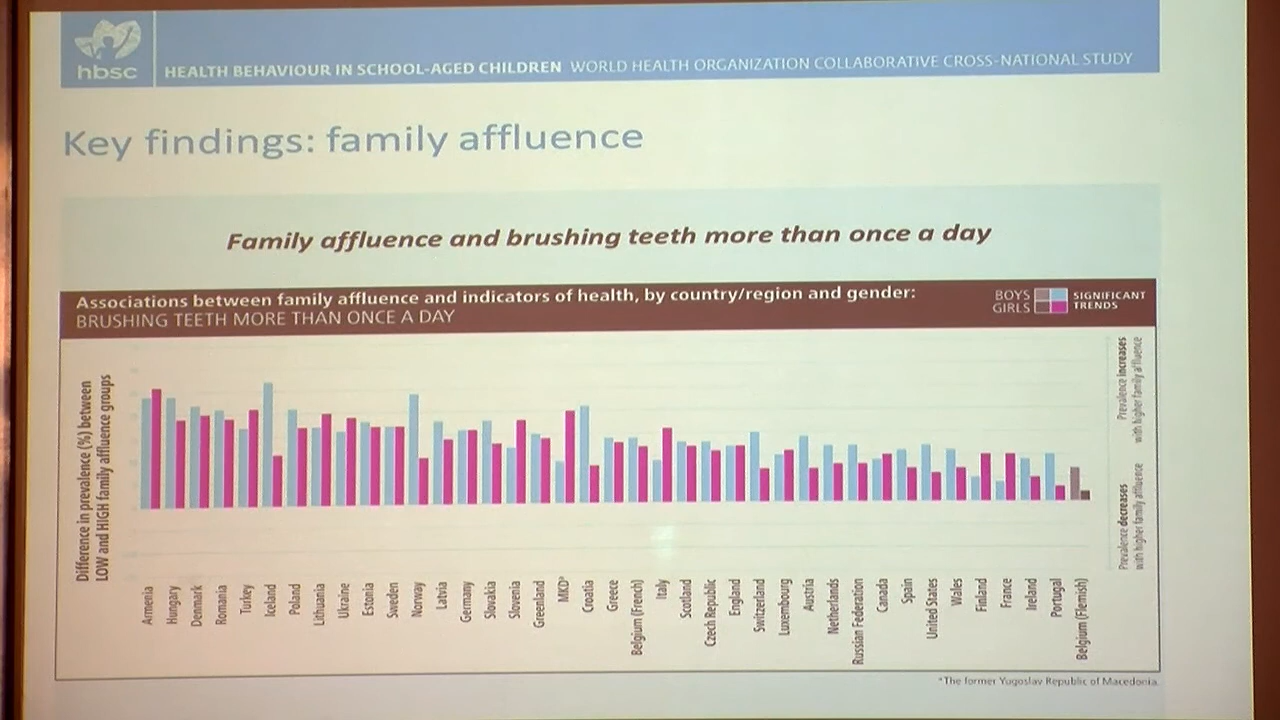 hbsc
HEALTH BEHAVIOUR IN SCHOOL-AGED CHILDREN WORLD HEALTH ORGANIZATION COLLABORATIVE CROSS-NATIONAL STUDY
Key findings: family affluence
Family affluence and brushing teeth more than once a day
Associations between family affluence and indicators of health, by country/region and gender:
BRUSHING TEETH MORE THAN ONCE A DAY
BOYS
GIRLS
SIGNIFICANT
TRENDS
Difference in prevalence (%) between
LOW and HIGH family affluence groups
Prevalence increases
with higher family affluence
Prevalence decreases
with higher family affluence
Armenia
Hungary
Denmark
Romania
Turkey
Iceland
Poland
Lithuania
Ukraine
Estonia
Sweden
Norway
Latvia
Germany
Slovakia
Slovenia
Greenland
MKDª
Croatia
Greece
Belgium (French)
Italy
Scotland
Czech Republic
England
Switzerland
Luxembourg
Austria
Netherlands
Russian Federation
Canada
Spain
United States
Wales
Finland
France
Ireland
Portugal
Belgium (Flemish)
ªThe former Yugoslav Republic of Macedonia.